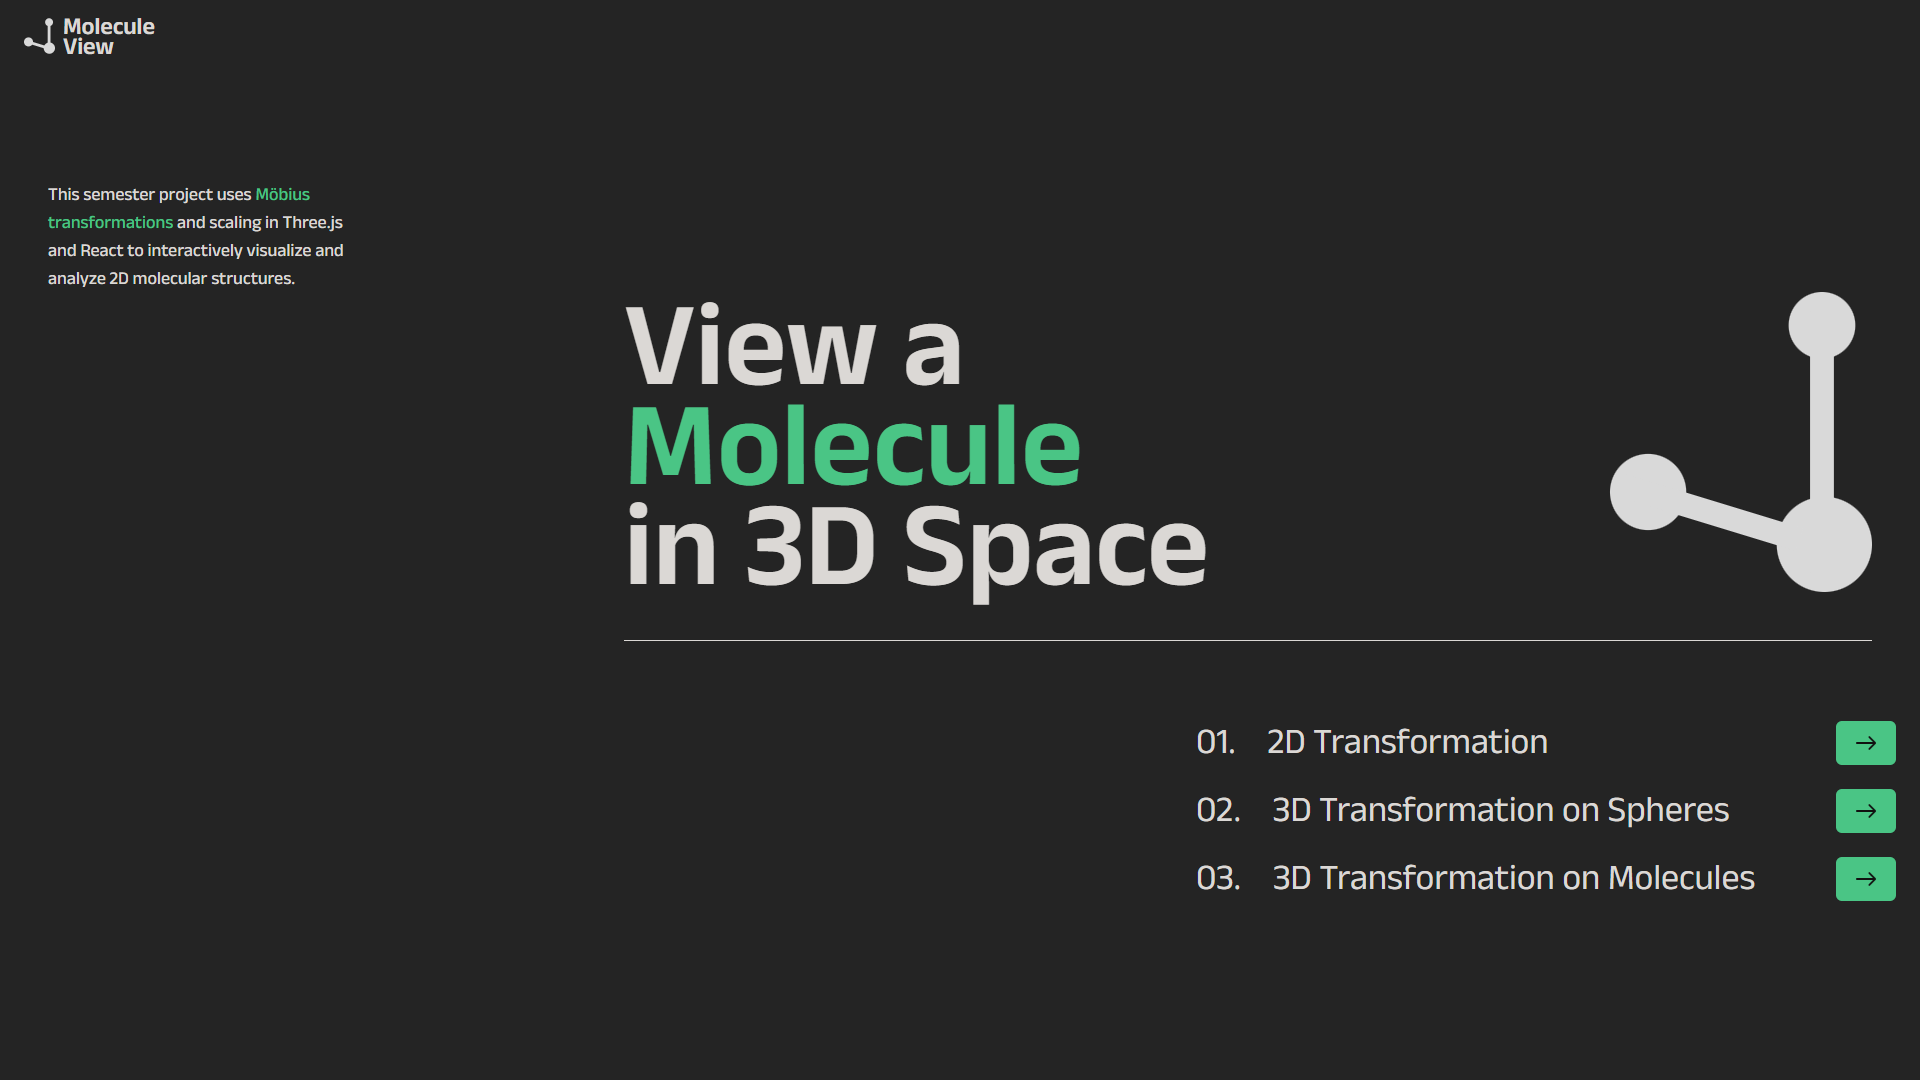 Molecule
View
This semester project uses Möbius
transformations and scaling in Three.js
and React to interactively visualize and
analyze 2D molecular structures.
View a
Molecule
in 3D Space
01. 2D Transformation
02. 3D Transformation on Spheres
03. 3D Transformation on Molecules